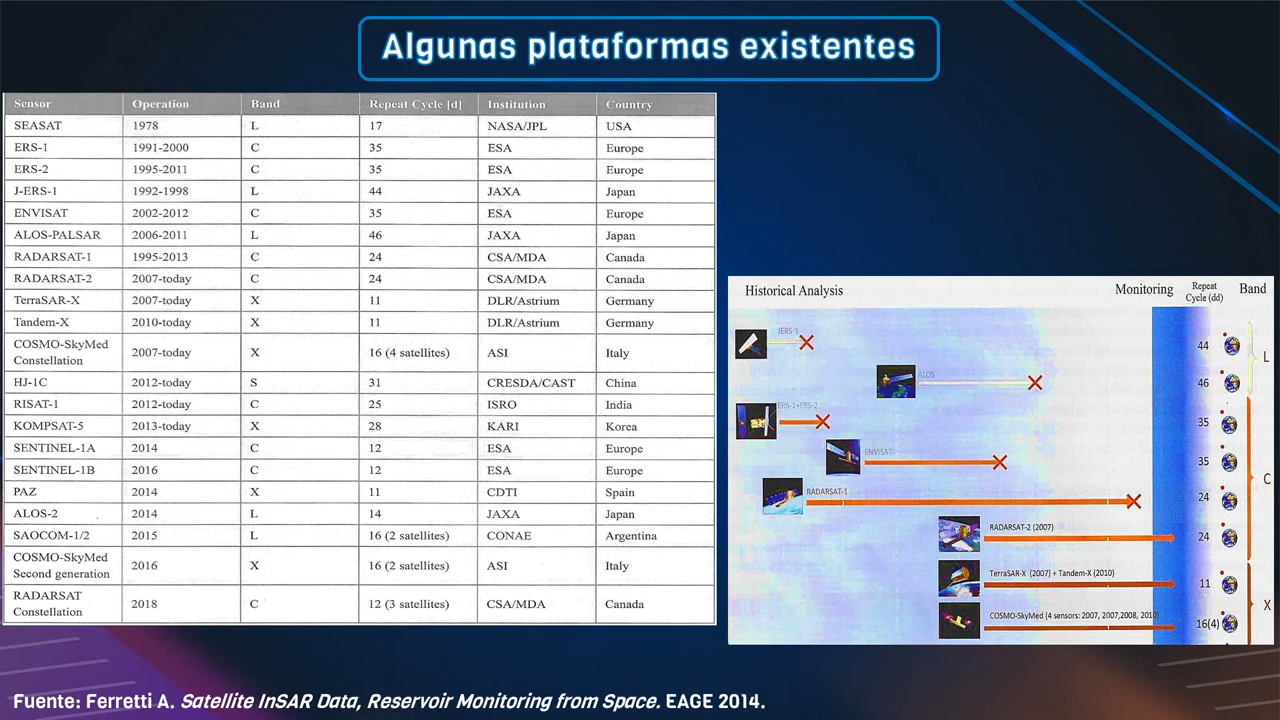 Algunas plataformas existentes
Sensor Operation Band Repeat Cycle [d] Institution Country
SEASAT 1978 L 17 NASA/JPL USA
ERS-1 1991-2000 C 35 ESA Europe
ERS-2 1995-2011 C 35 ESA Europe
J-ERS-1 1992-1998 L 44 JAXA Japan
ENVISAT 2002-2012 C 35 ESA Europe
ALOS-PALSAR 2006-2011 L 46 JAXA Japan
RADARSAT-1 1995-2013 C 24 CSA/MDA Canada
RADARSAT-2 2007-today C 24 CSA/MDA Canada
TerraSAR-X 2007-today X 11 DLR/Astrium Germany
Tandem-X 2010-today X 11 DLR/Astrium Germany
COSMO-SkyMed
Constellation 2007-today X 16 (4 satellites) ASI Italy
HJ-1C 2012-today S 31 CRESDA/CAST China
RISAT-1 2012-today C 25 ISRO India
KOMPSAT-5 2013-today X 28 KARI Korea
SENTINEL-1A 2014 C 12 ESA Europe
SENTINEL-1B 2016 C 12 ESA Europe
PAZ 2014 X 11 CDTI Spain
ALOS-2 2014 L 14 JAXA Japan
SAOCOM-1/2 2015 L 16 (2 satellites) CONAE Argentina
COSMO-SkyMed
Second generation 2016 X 16 (2 satellites) ASI Italy
RADARSAT
Constellation 2018 C 12 (3 satellites) CSA/MDA Canada
Historical Analysis Monitoring Repeat Cycle (dd) Band
JERS-1 44
L
ALOS 46
ERS-1+ERS-2 35
ENVISAT 35
C
RADARSAT-1 24
RADARSAT-2 (2007) 24
TerraSAR-X (2007) + Tandem-X (2010) 11
X
COSMO-SkyMed (4 sensors: 2007, 2007,2008, 2010) 16(4)
Fuente: Ferretti A. Satellite InSAR Data, Reservoir Monitoring from Space. EAGE 2014.